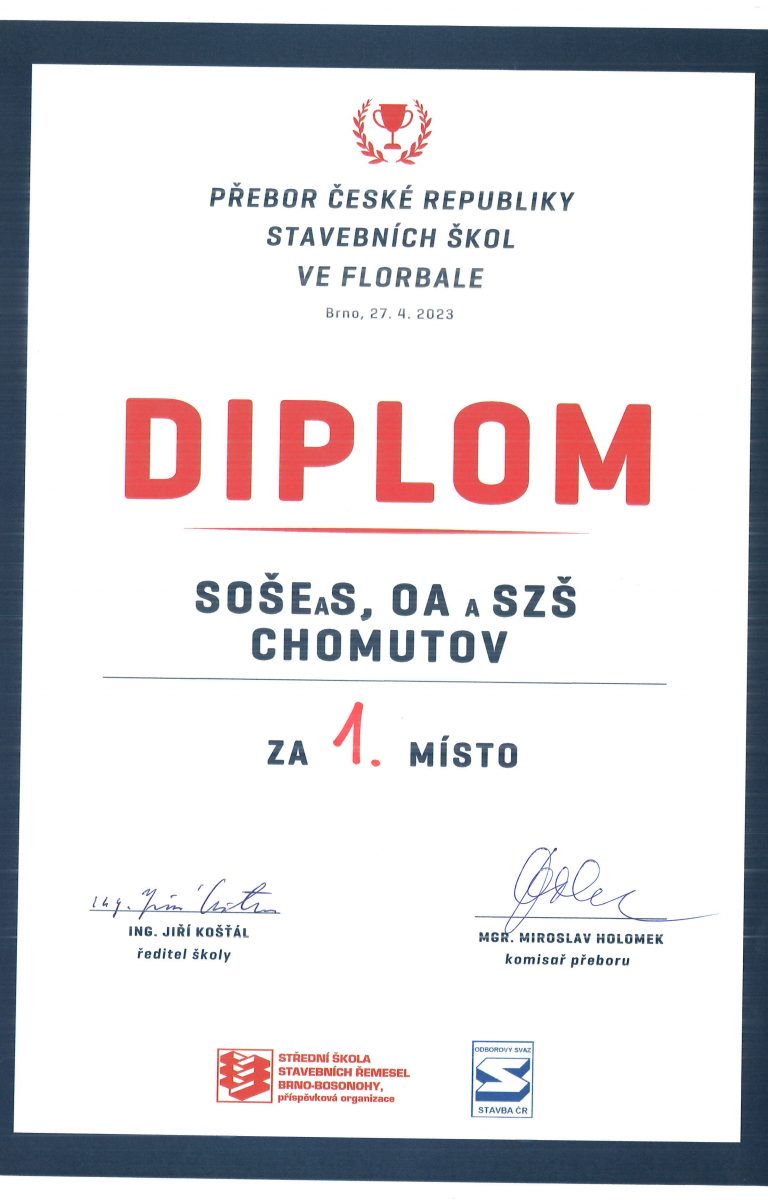 PŘEBOR ČESKÉ REPUBLIKY
STAVEBNÍCH ŠKOL
VE FLORBALE
Brno, 27. 4. 2023
DIPLOM
SOŠEAS, OA A SZŠ
CHOMUTOV
ZA 1. MÍSTO
Ing. Jiří
ING. JIŘÍ KOŠŤÁL
ředitel školy
MGR. MIROSLAV HOLOMEK
komisař přeboru
STŘEDNÍ ŠKOLA
STAVEBNÍCH ŘEMESEL
BRNO-BOSONOHY,
příspěvková organizace
ODBOROVÝ SVAZ
STAVBA ČR